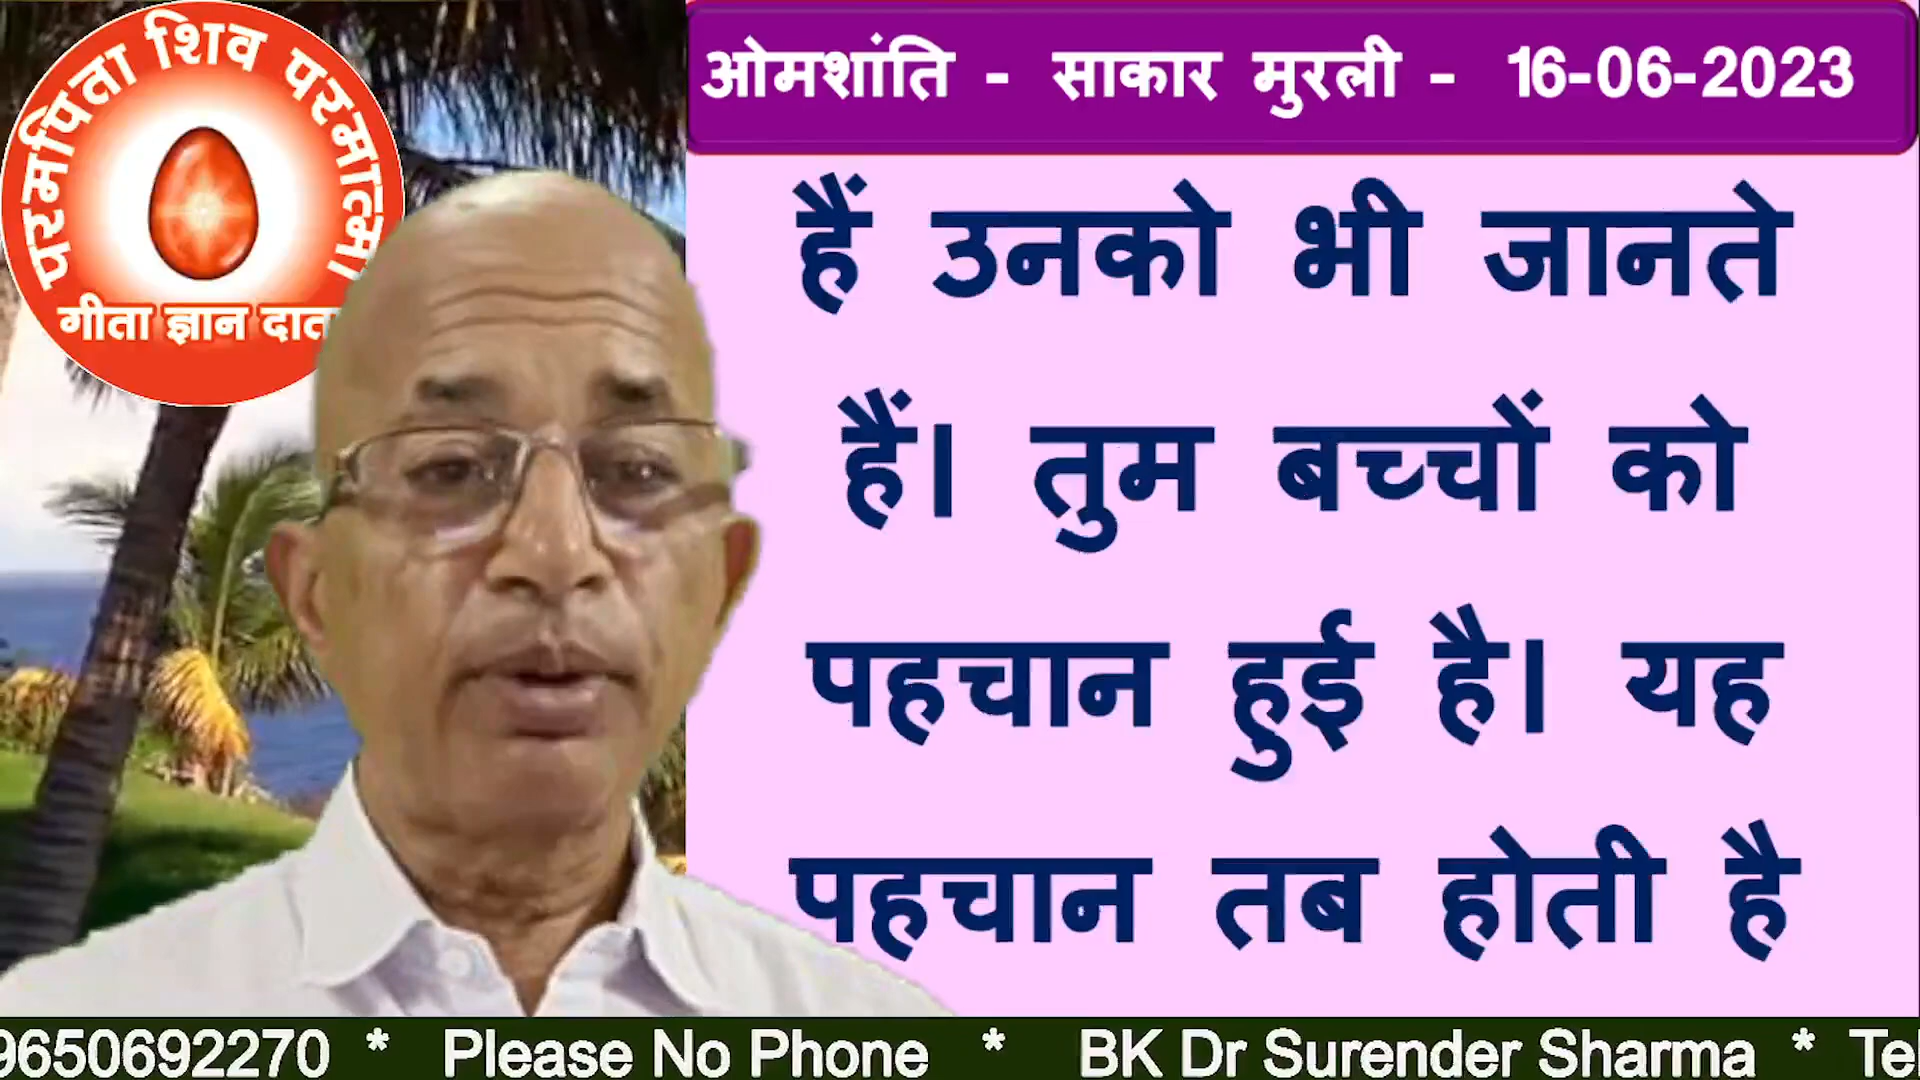 परमपिता शिव परमात्मा
गीता ज्ञान
ओमशांति - साकार मुरली - 16-06-2023
हैं उनको भी जानते
हैं। तुम बच्चों को
पहचान हुई है। यह
पहचान तब होती है
9650692270 * Please No Phone * BK Dr Surender Sharma *